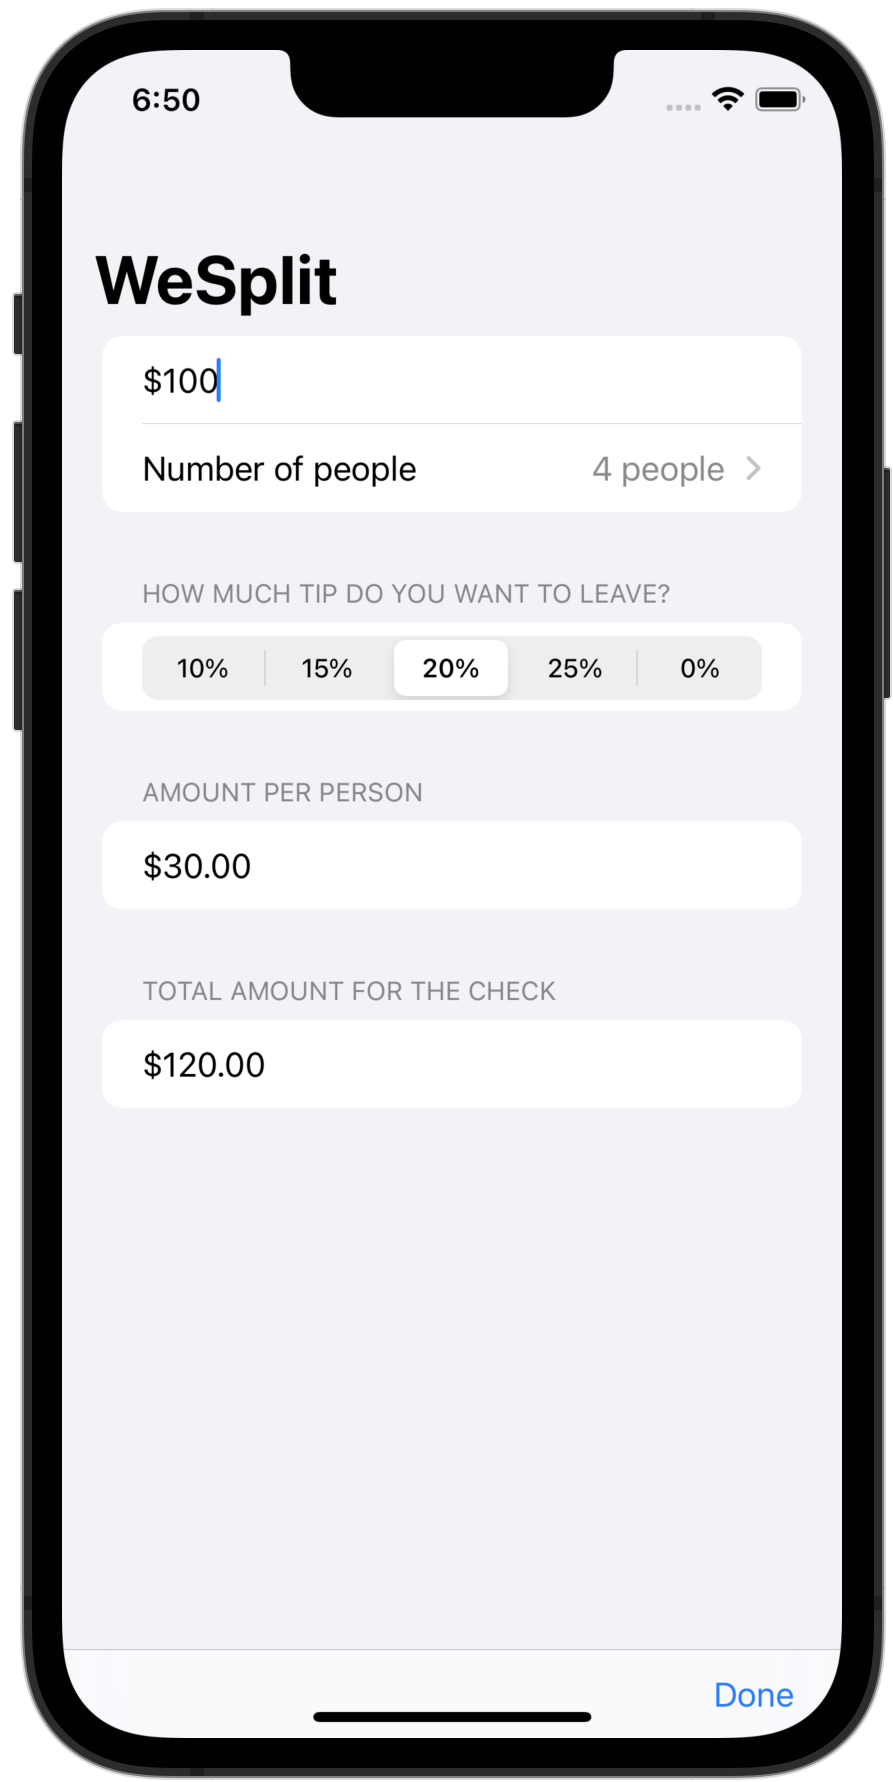 6:50
WeSplit
$100
Number of people 4 people
HOW MUCH TIP DO YOU WANT TO LEAVE?
10% 15% 20% 25% 0%
AMOUNT PER PERSON
$30.00
TOTAL AMOUNT FOR THE CHECK
$120.00
Done